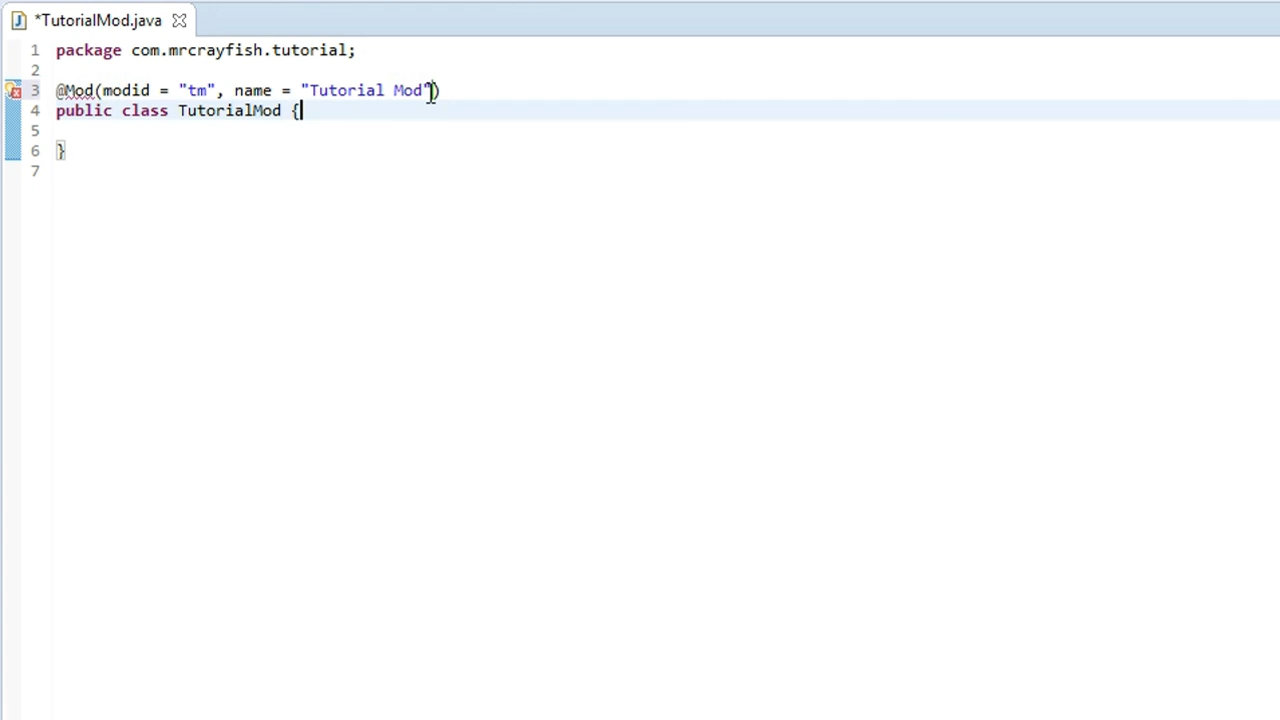 *TutorialMod.java
1 package com.mrcrayfish.tutorial;
2
3 @Mod(modid = "tm", name = "Tutorial Mod")
4 public class TutorialMod {
5
6 }
7